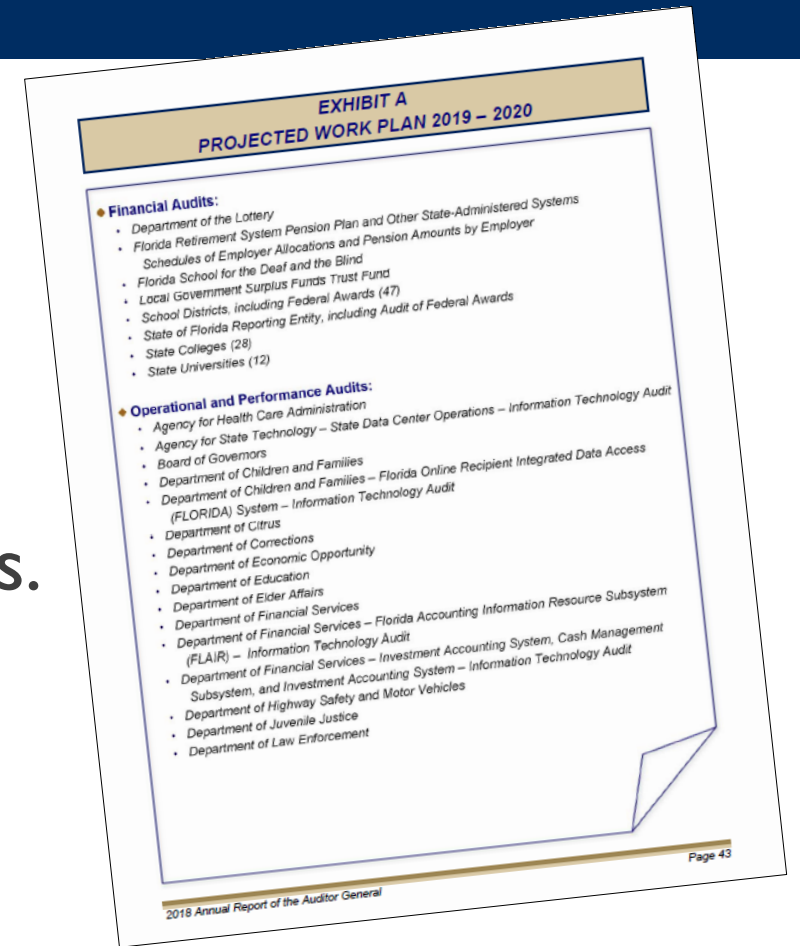 EXHIBIT A
PROJECTED WORK PLAN 2019 – 2020
◆ Financial Audits:
• Department of the Lottery
• Florida Retirement System Pension Plan and Other State-Administered Systems
Schedules of Employer Allocations and Pension Amounts by Employer
• Florida School for the Deaf and the Blind
• Local Government Surplus Funds Trust Fund
• School Districts, including Federal Awards (47)
• State of Florida Reporting Entity, including Audit of Federal Awards
• State Colleges (28)
• State Universities (12)
◆ Operational and Performance Audits:
• Agency for Health Care Administration
• Agency for State Technology – State Data Center Operations – Information Technology Audit
• Board of Governors
• Department of Children and Families
• Department of Children and Families – Florida Online Recipient Integrated Data Access
(FLORIDA) System – Information Technology Audit
• Department of Citrus
• Department of Corrections
• Department of Economic Opportunity
• Department of Education
• Department of Elder Affairs
• Department of Financial Services
• Department of Financial Services – Florida Accounting Information Resource Subsystem
(FLAIR) – Information Technology Audit
• Department of Financial Services – Investment Accounting System, Cash Management
Subsystem, and Investment Accounting System – Information Technology Audit
• Department of Highway Safety and Motor Vehicles
• Department of Juvenile Justice
• Department of Law Enforcement
s.
2018 Annual Report of the Auditor General
Page 43